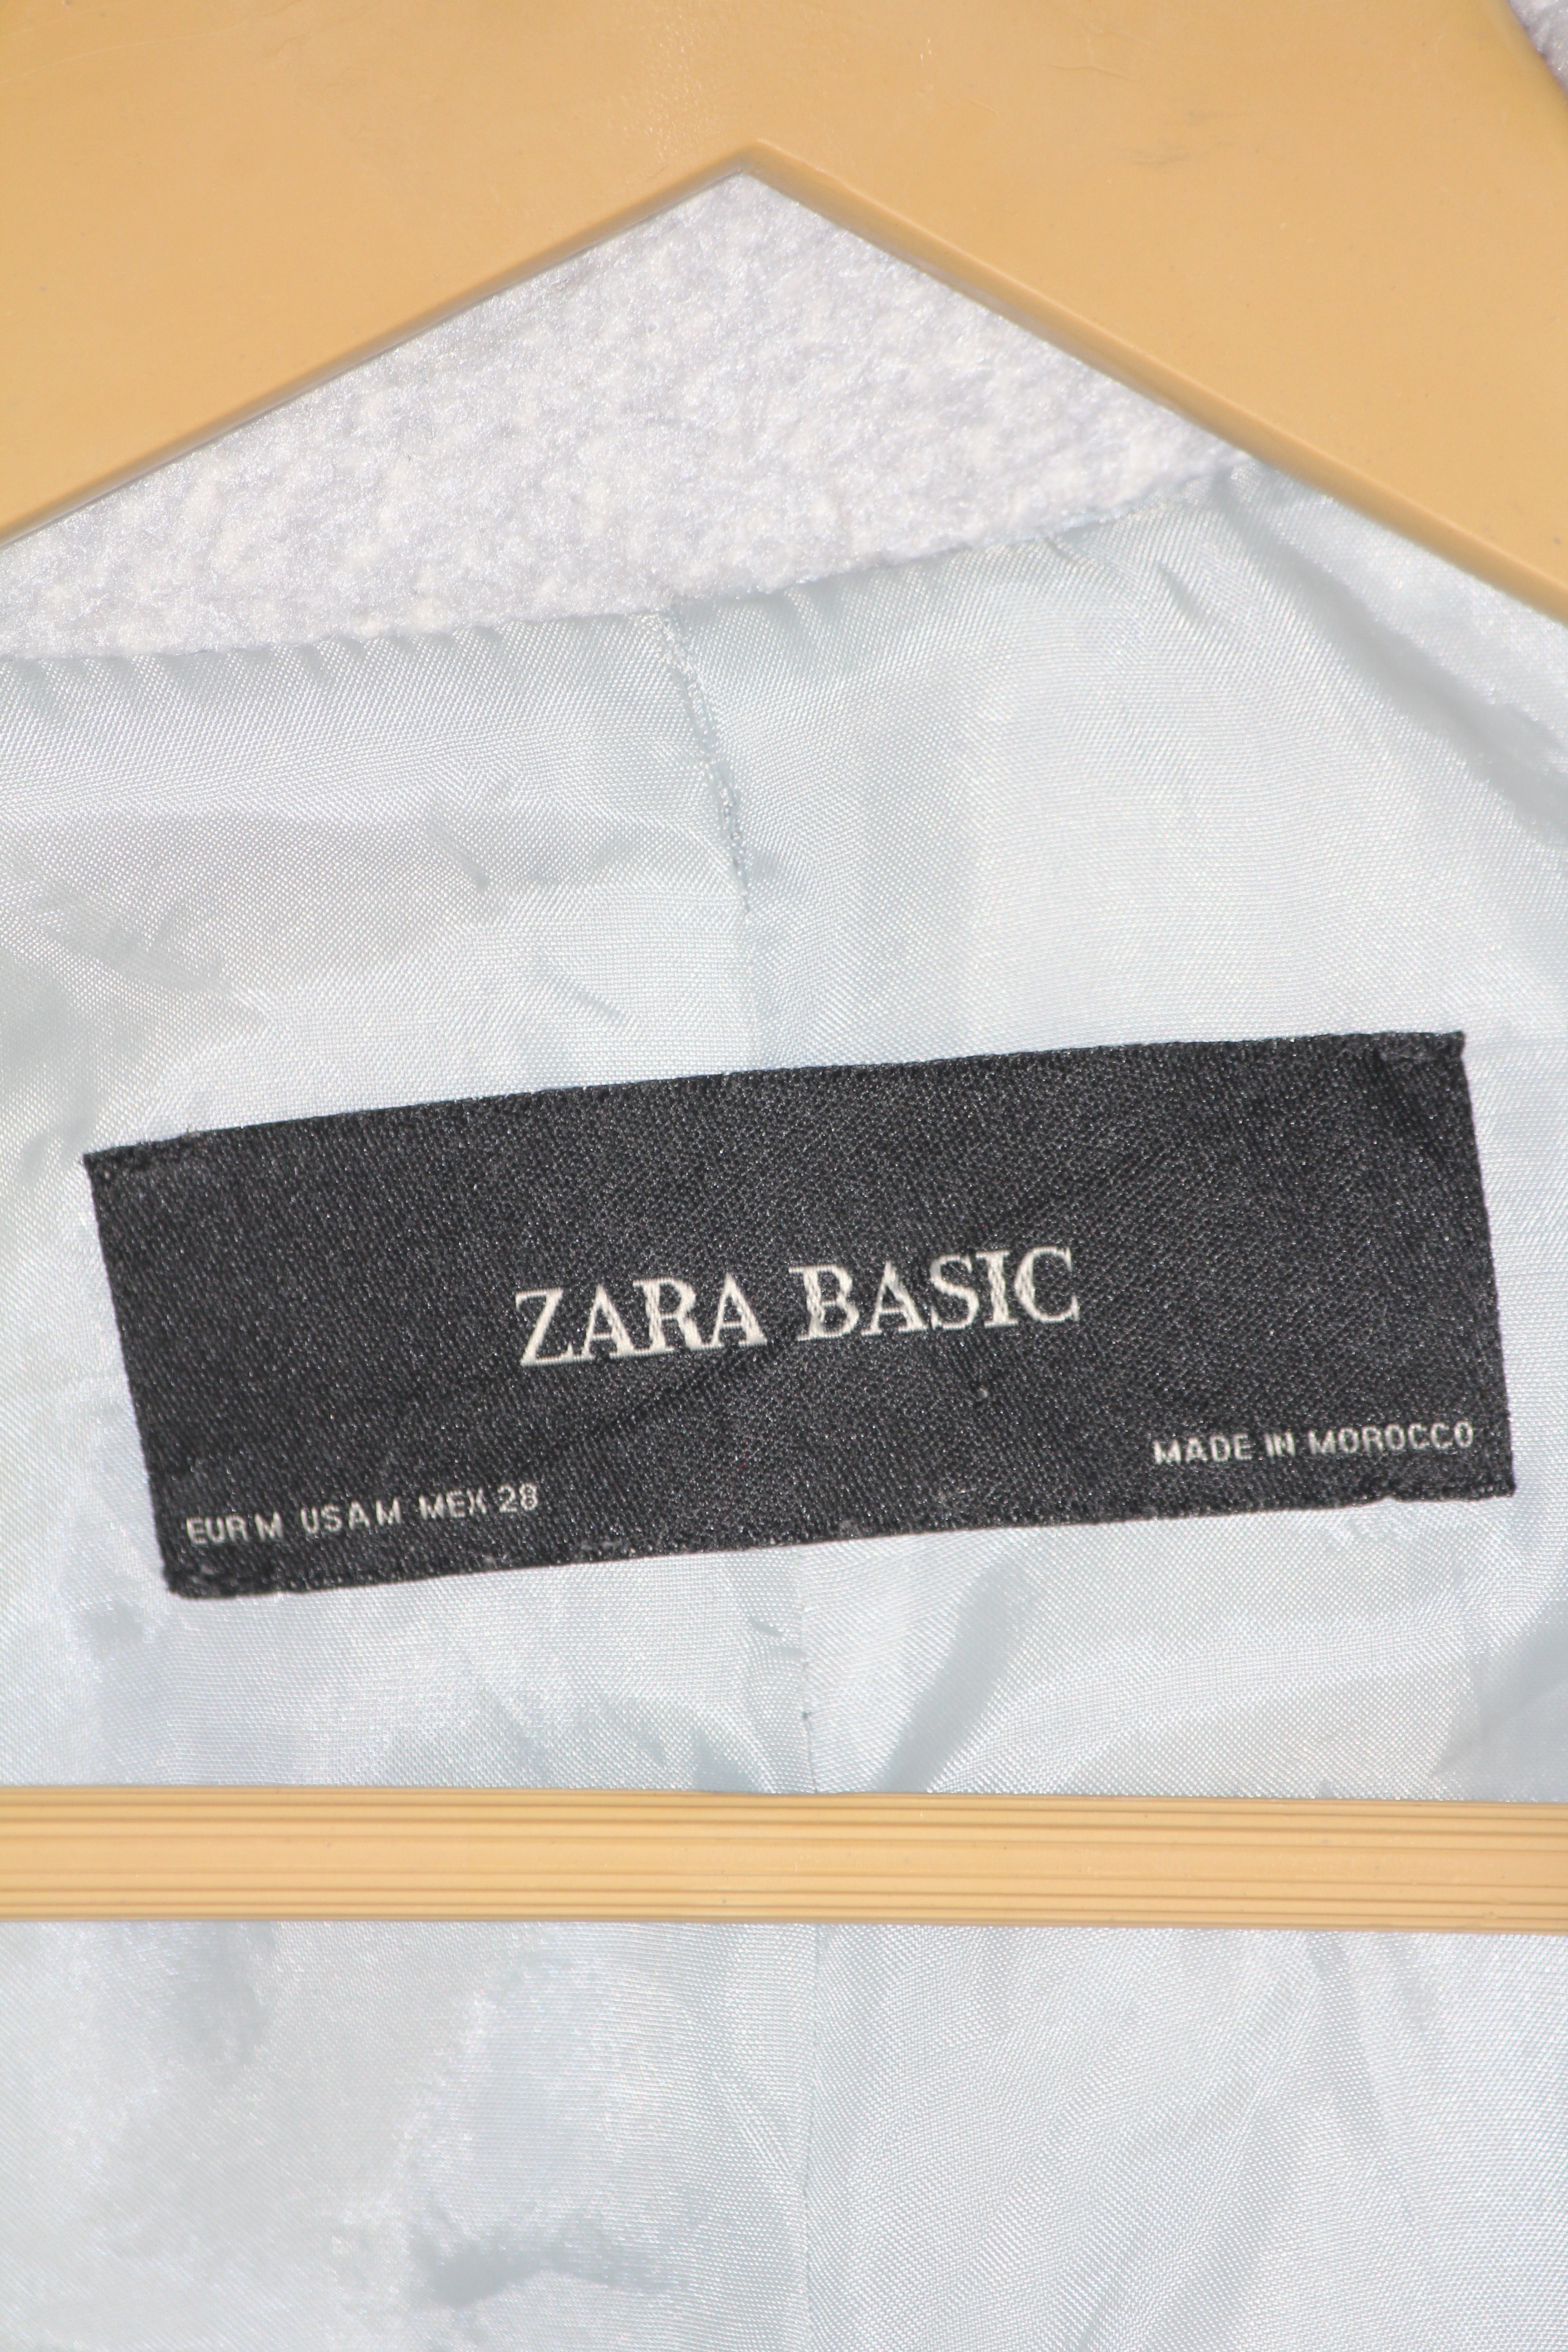 ZARA BASIC
MADE IN MOROCCO
EUR M USA M MEX 28